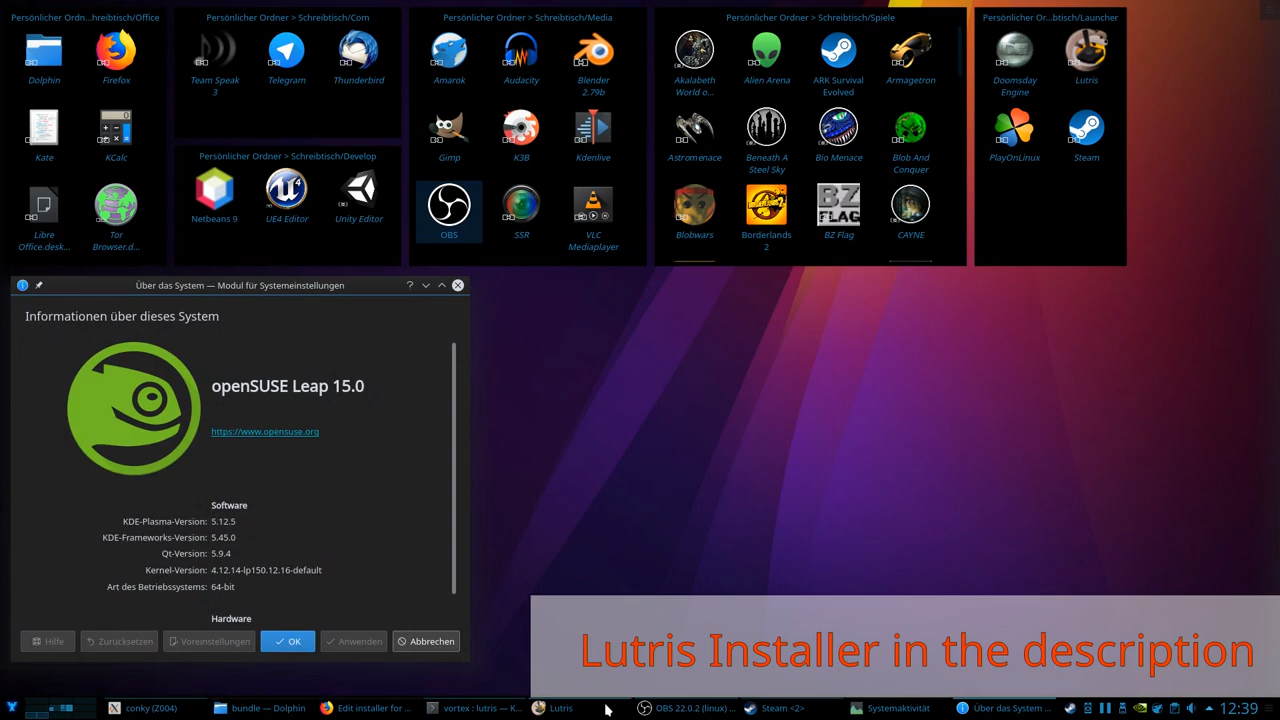 Persönlicher Ordn...hreibtisch/Office
Dolphin
Firefox
Kate
KCalc
Libre
Office.desk...
Tor
Browser.d...
Persönlicher Ordner > Schreibtisch/Com
Team Speak
3
Telegram
Thunderbird
Persönlicher Ordner > Schreibtisch/Develop
Netbeans 9
UE4 Editor
Unity Editor
Persönlicher Ordner > Schreibtisch/Media
Amarok
Audacity
Blender
2.79b
Gimp
K3B
Kdenlive
OBS
SSR
VLC
Mediaplayer
Persönlicher Ordner > Schreibtisch/Spiele
Akalabeth
World o...
Alien Arena
ARK Survival
Evolved
Armagetron
Astromenace
Beneath A
Steel Sky
Bio Menace
Blob And
Conquer
Blobwars
Borderlands
2
BZ
FLAG
BZ Flag
CAYNE
Persönlicher Or...btisch/Launcher
Doomsday
Engine
Lutris
PlayOnLinux
Steam
Über das System — Modul für Systemeinstellungen
Informationen über dieses System
openSUSE Leap 15.0
https://www.opensuse.org
Software
KDE-Plasma-Version: 5.12.5
KDE-Frameworks-Version: 5.45.0
Qt-Version: 5.9.4
Kernel-Version: 4.12.14-lp150.12.16-default
Art des Betriebssystems: 64-bit
Hardware
Hilfe
Zurücksetzen
Voreinstellungen
OK
Anwenden
Abbrechen
Lutris Installer in the description
conky (Z004)
bundle — Dolphin
Edit installer for ...
vortex : lutris — K...
Lutris
OBS 22.0.2 (linux) ...
Steam <2>
Systemaktivität
Über das System ...
12:39